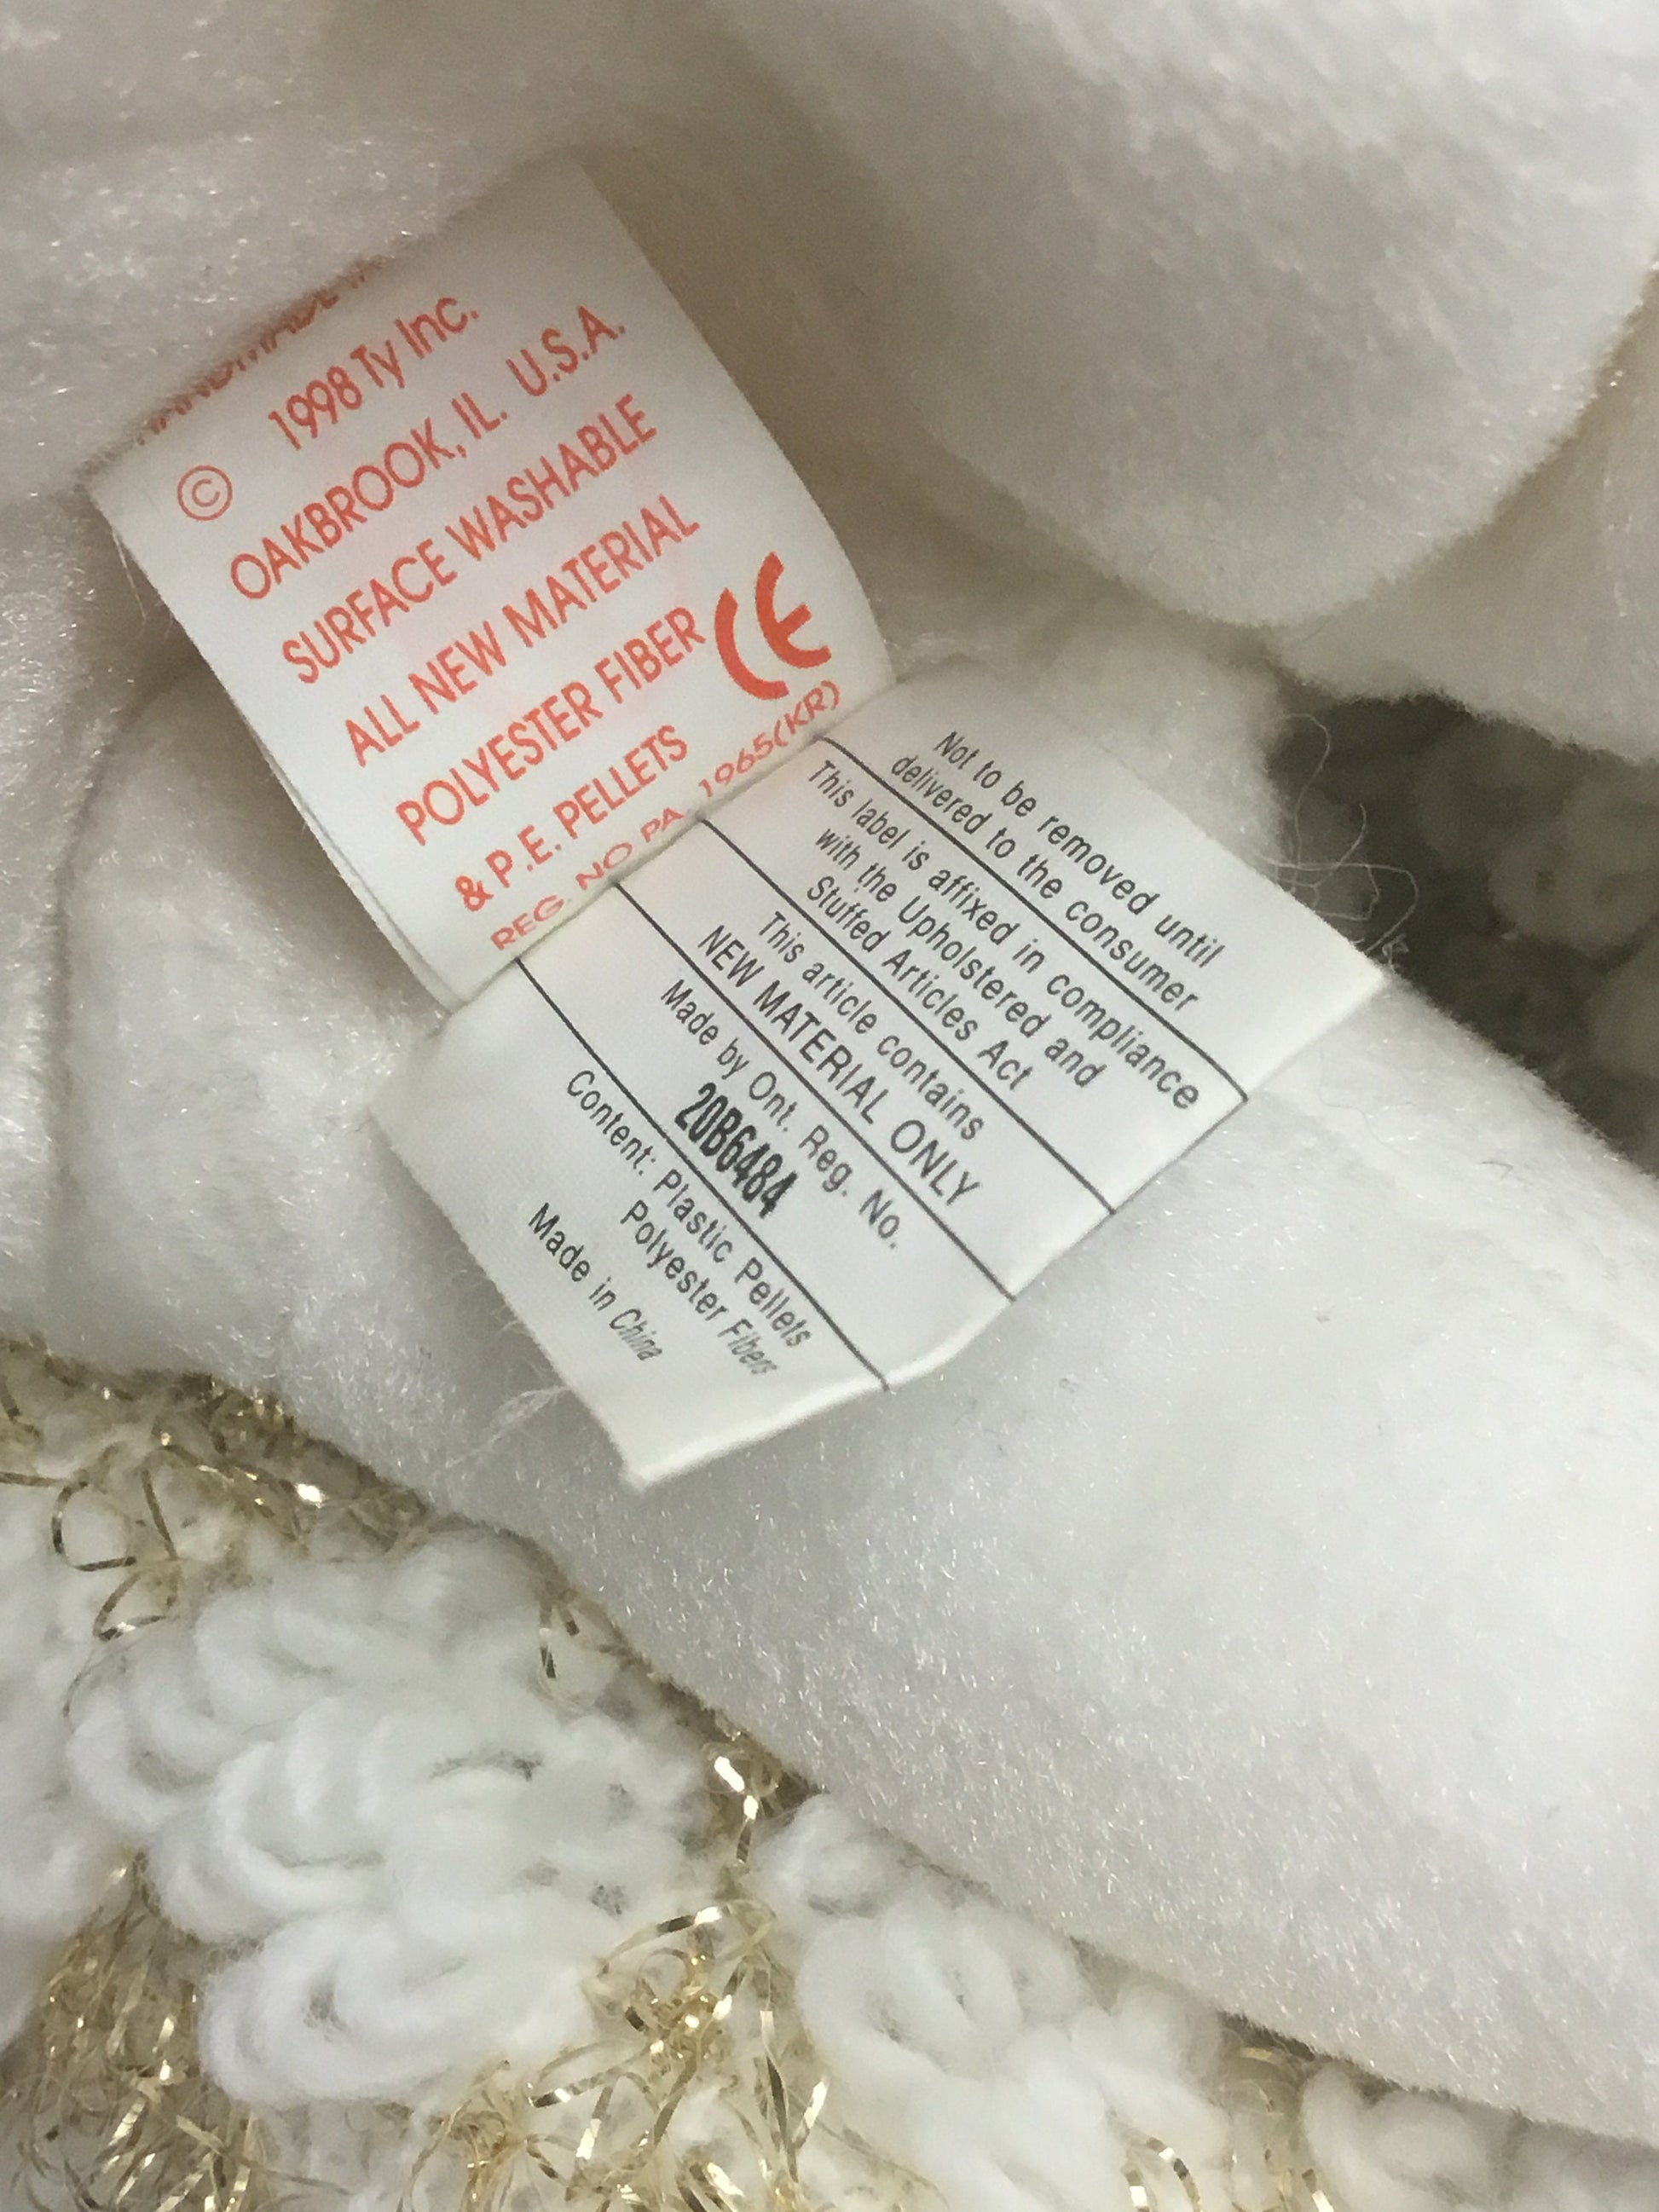 HANDMADE IN
© 1998 Ty Inc.
OAKBROOK, IL. U.S.A.
SURFACE WASHABLE
ALL NEW MATERIAL
POLYESTER FIBER
& P.E. PELLETS
CE
REG. NO PA. 1965(KR)
Not to be removed until
delivered to the consumer
This label is affixed in compliance
with the Upholstered and
Stuffed Articles Act
This article contains
NEW MATERIAL ONLY
Made by Ont. Reg. No.
20B6484
Content: Plastic Pellets
Polyester Fibers
Made in China